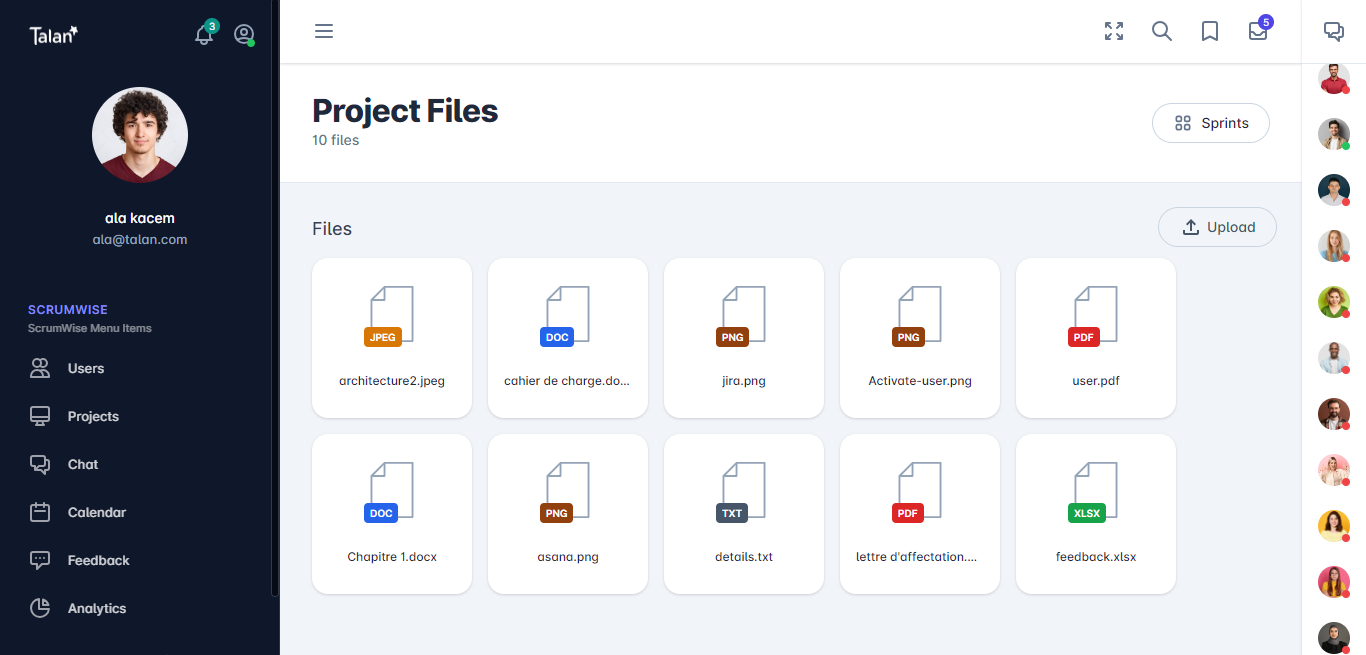 Talan
3
5
ala kacem
ala@talan.com
SCRUMWISE
ScrumWise Menu Items
Users
Projects
Chat
Calendar
Feedback
Analytics
Project Files
10 files
Sprints
Files
Upload
JPEG
architecture2.jpeg
DOC
cahier de charge.do...
PNG
jira.png
PNG
Activate-user.png
PDF
user.pdf
DOC
Chapitre 1.docx
PNG
asana.png
TXT
details.txt
PDF
lettre d'affectation....
XLSX
feedback.xlsx